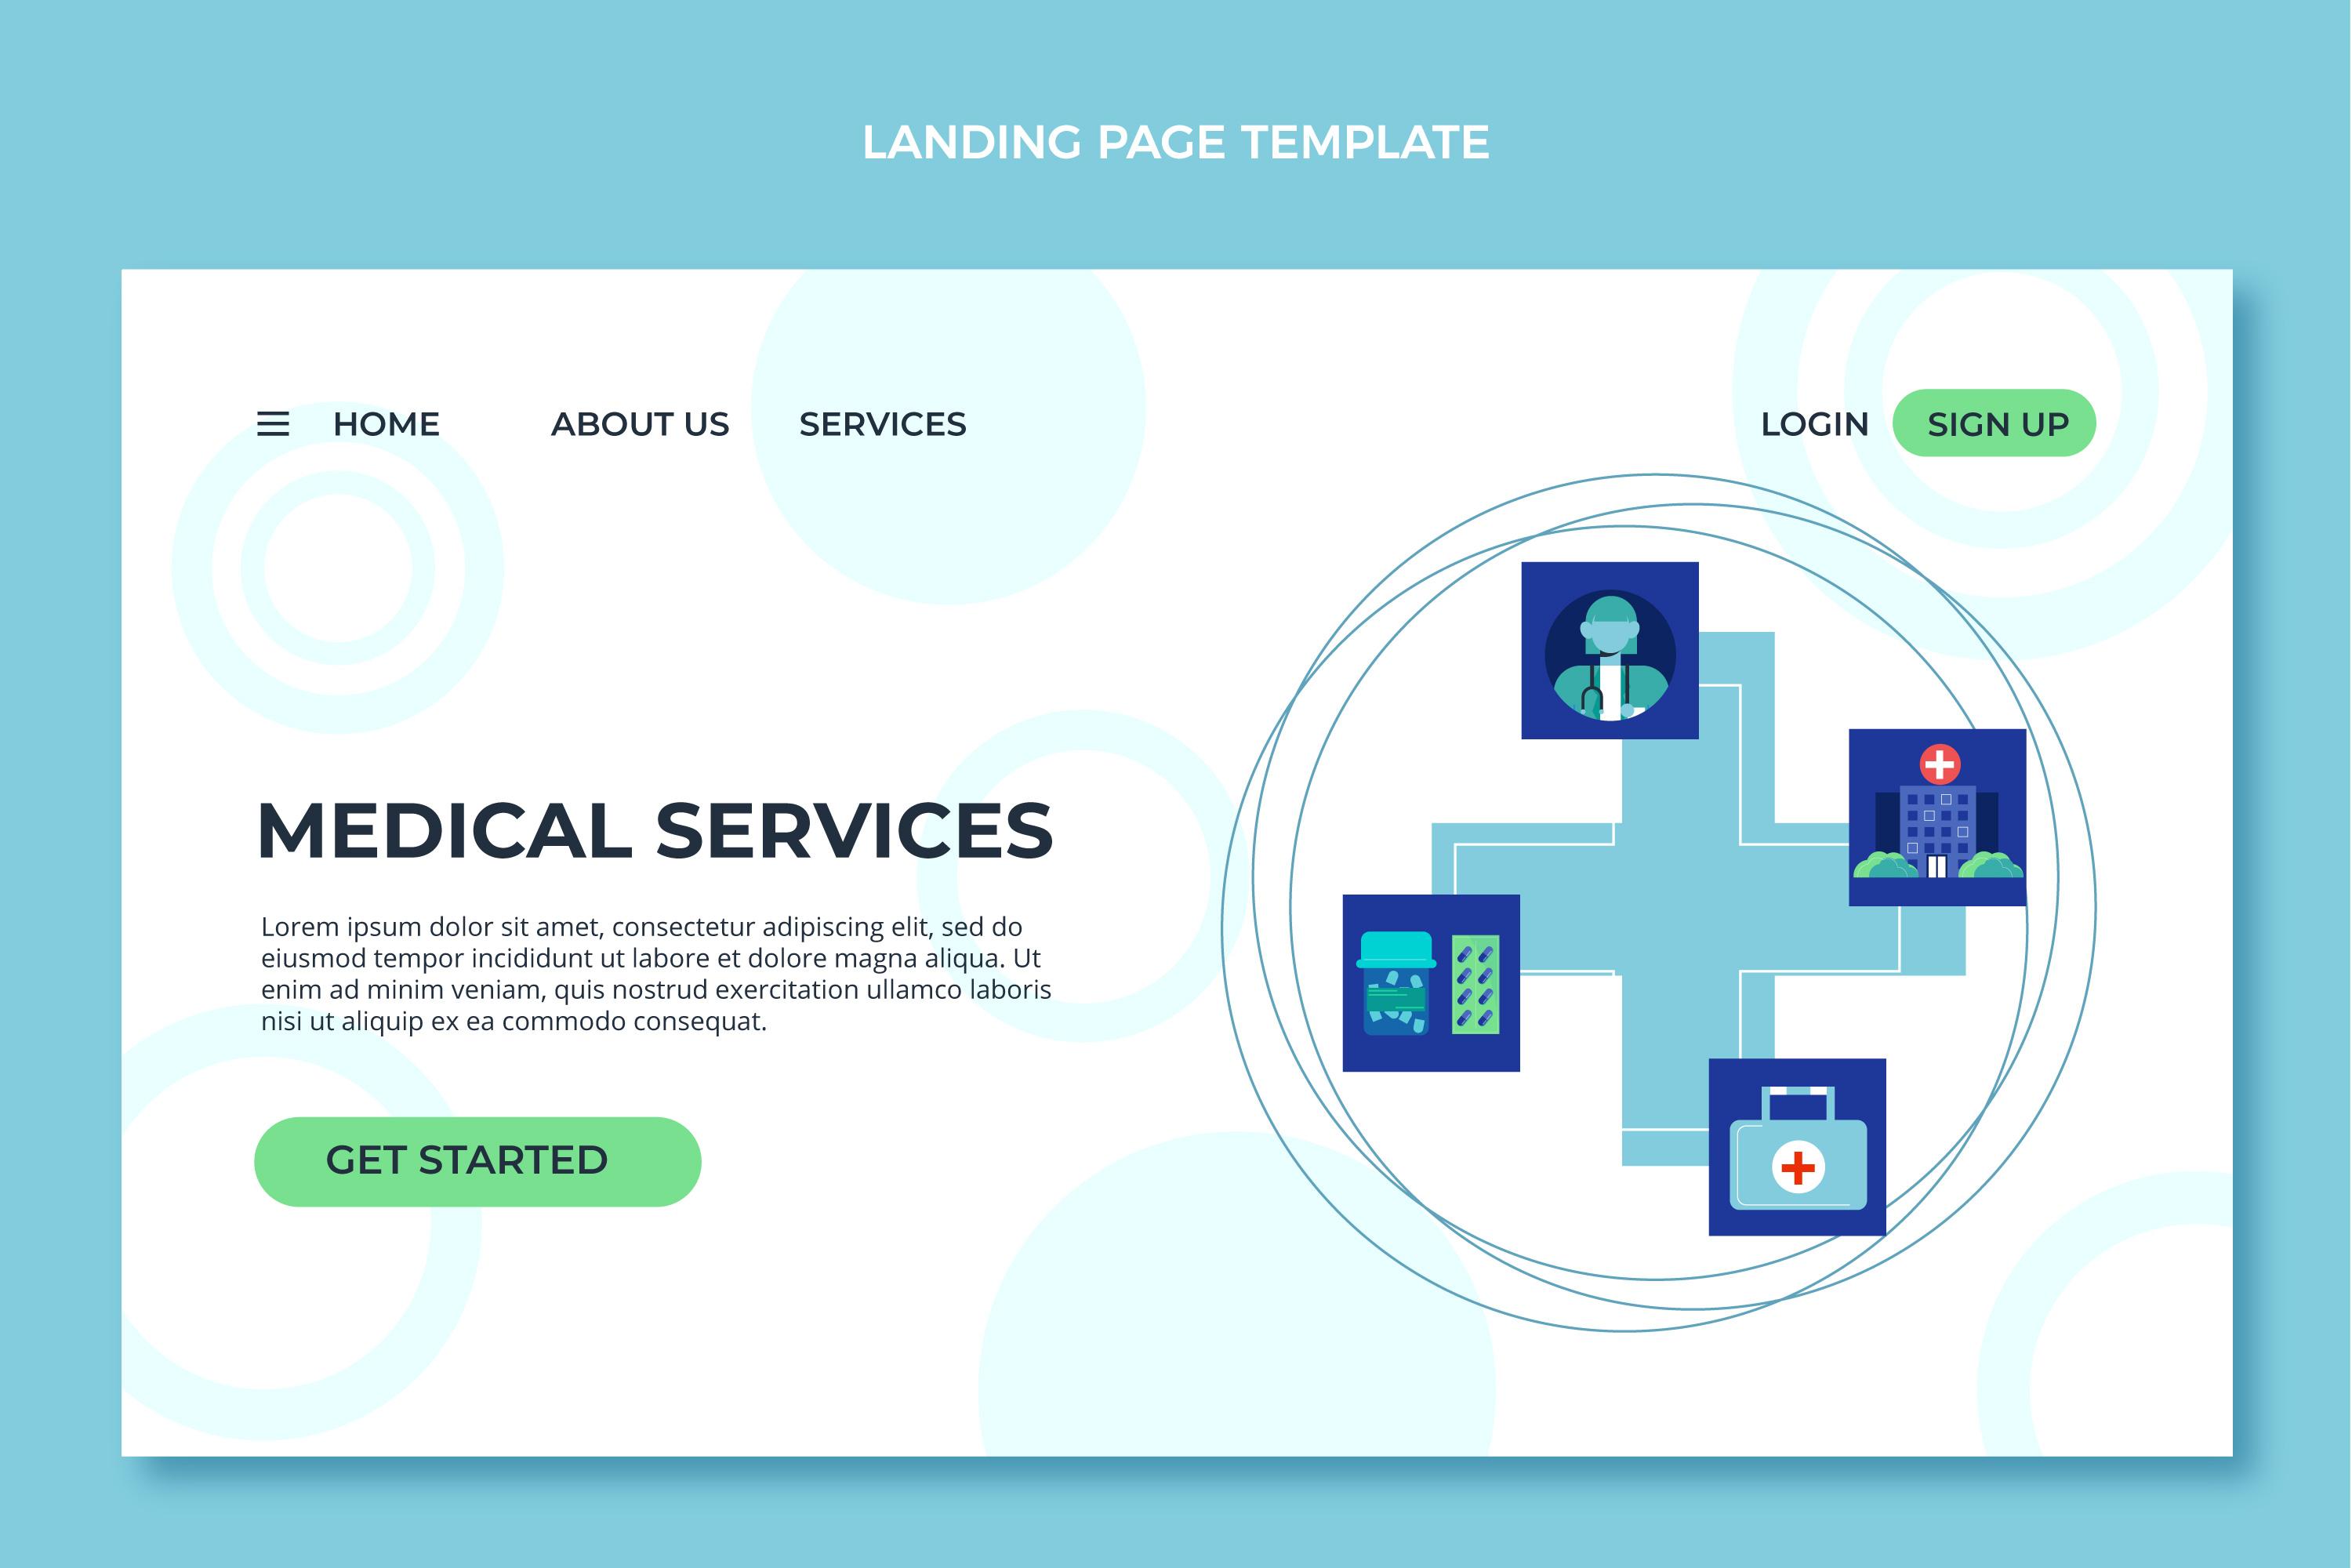 LANDING PAGE TEMPLATE
HOME ABOUT US SERVICES LOGIN SIGN UP
MEDICAL SERVICES
Lorem ipsum dolor sit amet, consectetur adipiscing elit, sed do
eiusmod tempor incididunt ut labore et dolore magna aliqua. Ut
enim ad minim veniam, quis nostrud exercitation ullamco laboris
nisi ut aliquip ex ea commodo consequat.
GET STARTED